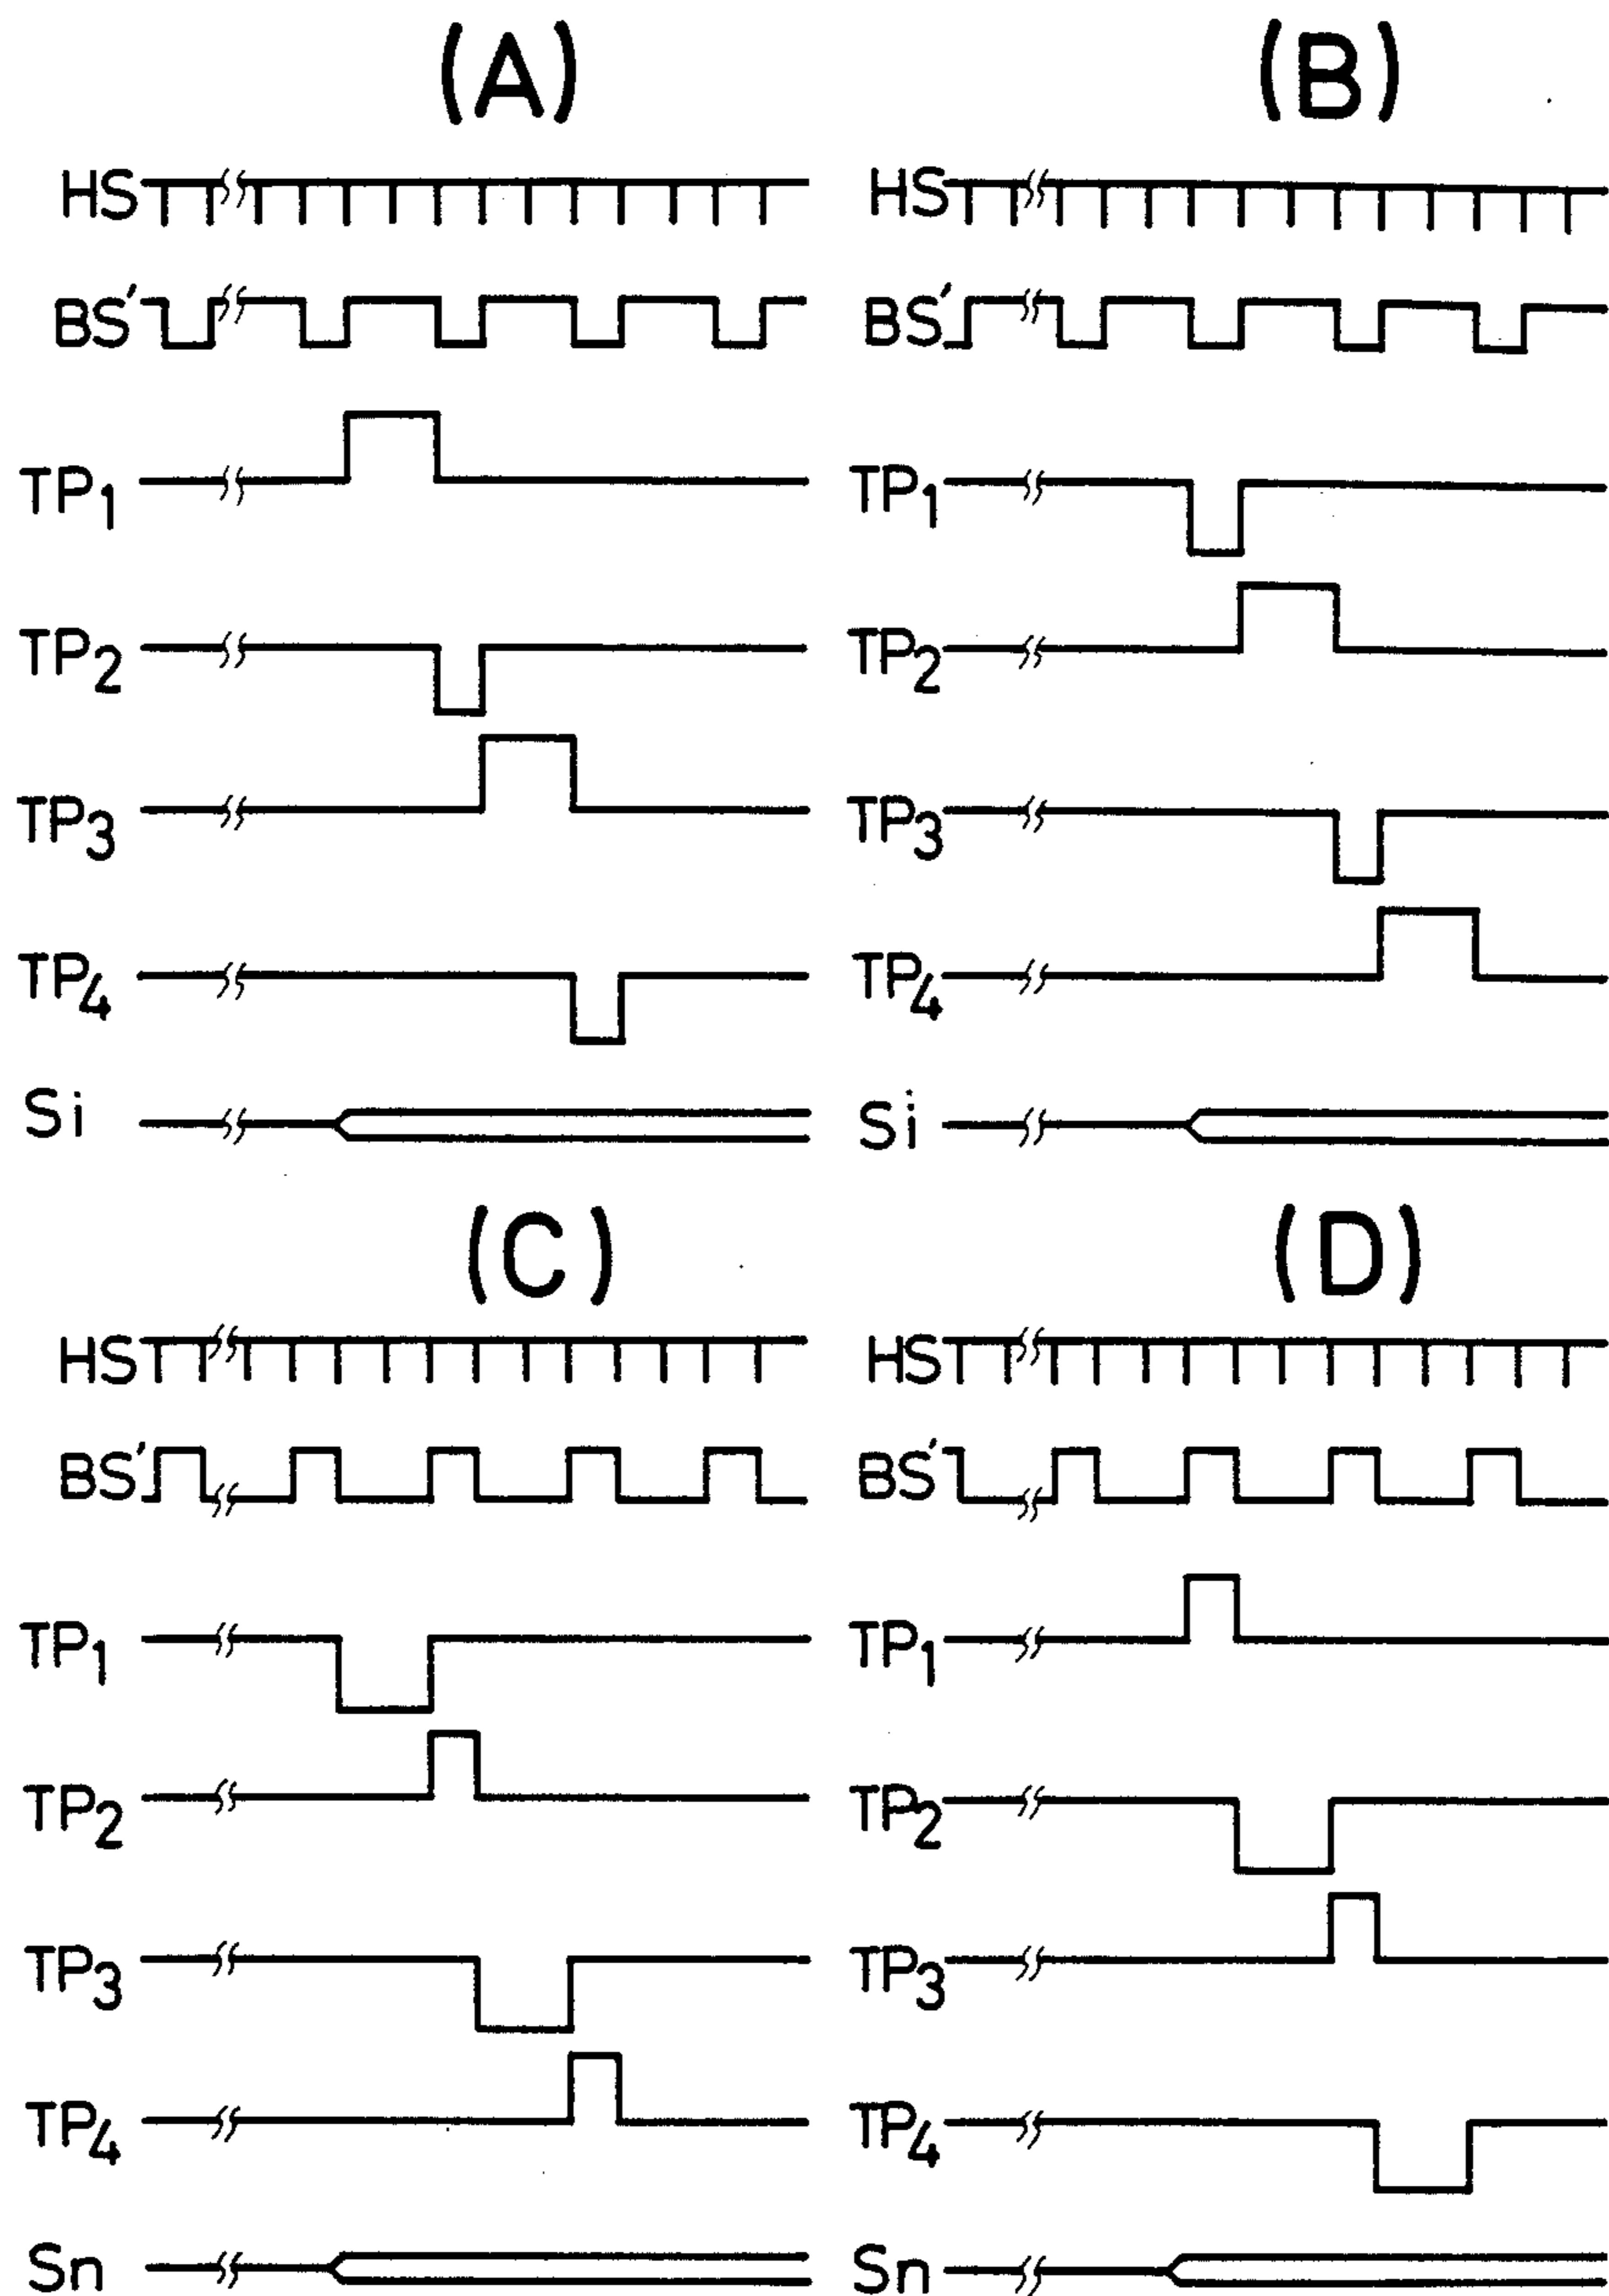 (A)
HS
BS'
TP1
TP2
TP3
TP4
Si
(B)
HS
BS'
TP1
TP2
TP3
TP4
Si
(C)
HS
BS'
TP1
TP2
TP3
TP4
Sn
(D)
HS
BS'
TP1
TP2
TP3
TP4
Sn